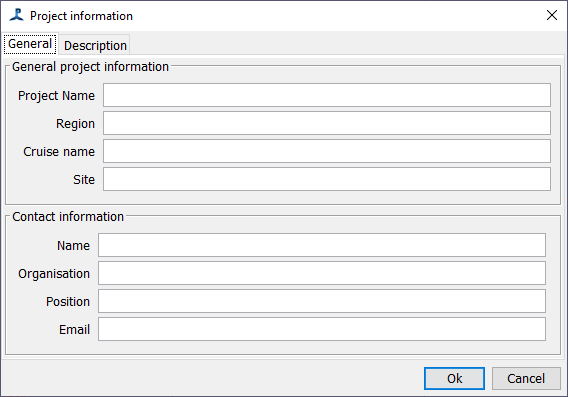 Project information
General Description
General project information
Project Name
Region
Cruise name
Site
Contact information
Name
Organisation
Position
Email
Ok Cancel